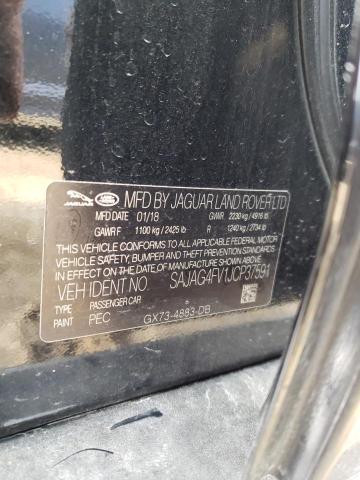 JAGUAR LAND ROVER MFD BY JAGUAR LAND ROVER LTD
MFD DATE 01/18 GVWR 2230 kg / 4916 lb
GAWR F 1100 kg / 2425 lb R 1240 kg / 2734 lb
THIS VEHICLE CONFORMS TO ALL APPLICABLE U.S. FEDERAL MOTOR
VEHICLE SAFETY, BUMPER, AND THEFT PREVENTION STANDARDS
IN EFFECT ON THE DATE OF MANUFACTURE SHOWN ABOVE.
VEH IDENT NO. SAJAG4FV1JCP37591
TYPE PASSENGER CAR
PAINT PEC GX73-4883-DB